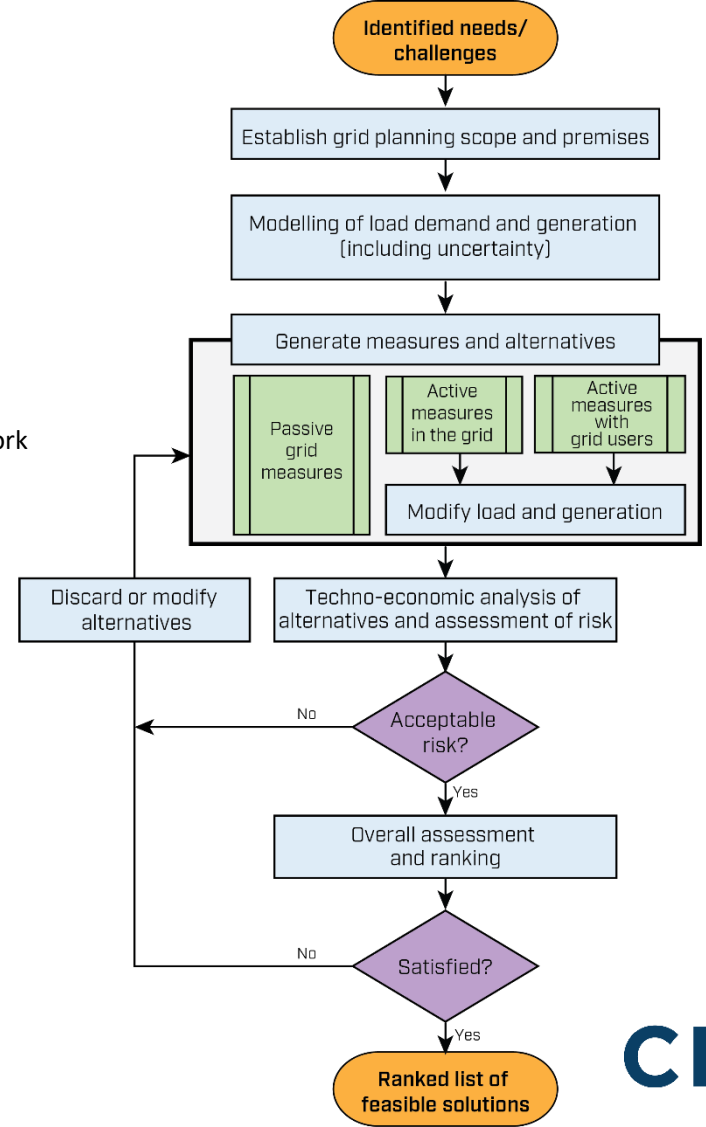 Identified needs/
challenges
Establish grid planning scope and premises
Modelling of load demand and generation
(including uncertainty)
Generate measures and alternatives
Passive
grid
measures
Active
measures
in the grid
Active
measures
with
grid users
Modify load and generation
Discard or modify
alternatives
Techno-economic analysis of
alternatives and assessment of risk
No
Acceptable
risk?
Yes
Overall assessment
and ranking
No
Satisfied?
Yes
Ranked list of
feasible solutions